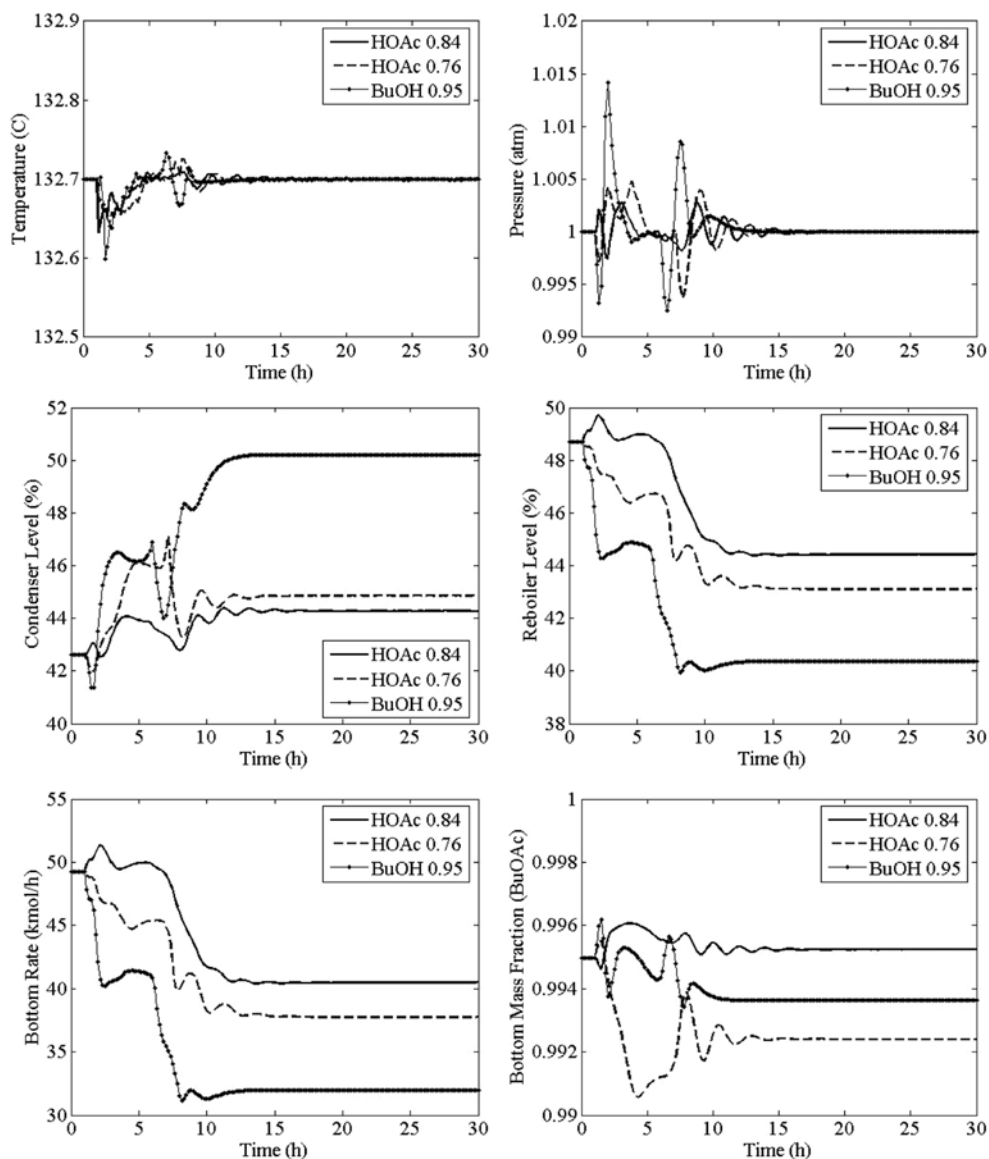 132.9
132.8
132.7
132.6
132.5
Temperature (C)
HOAc 0.84
HOAc 0.76
BuOH 0.95
0 5 10 15 20 25 30
Time (h)
1.02
1.015
1.01
1.005
1
0.995
0.99
Pressure (atm)
HOAc 0.84
HOAc 0.76
BuOH 0.95
0 5 10 15 20 25 30
Time (h)
52
50
48
46
44
42
40
Condenser Level (%)
HOAc 0.84
HOAc 0.76
BuOH 0.95
0 5 10 15 20 25 30
Time (h)
50
48
46
44
42
40
38
Reboiler Level (%)
HOAc 0.84
HOAc 0.76
BuOH 0.95
0 5 10 15 20 25 30
Time (h)
55
50
45
40
35
30
Bottom Rate (kmol/h)
HOAc 0.84
HOAc 0.76
BuOH 0.95
0 5 10 15 20 25 30
Time (h)
1
0.998
0.996
0.994
0.992
0.99
Bottom Mass Fraction (BuOAc)
HOAc 0.84
HOAc 0.76
BuOH 0.95
0 5 10 15 20 25 30
Time (h)